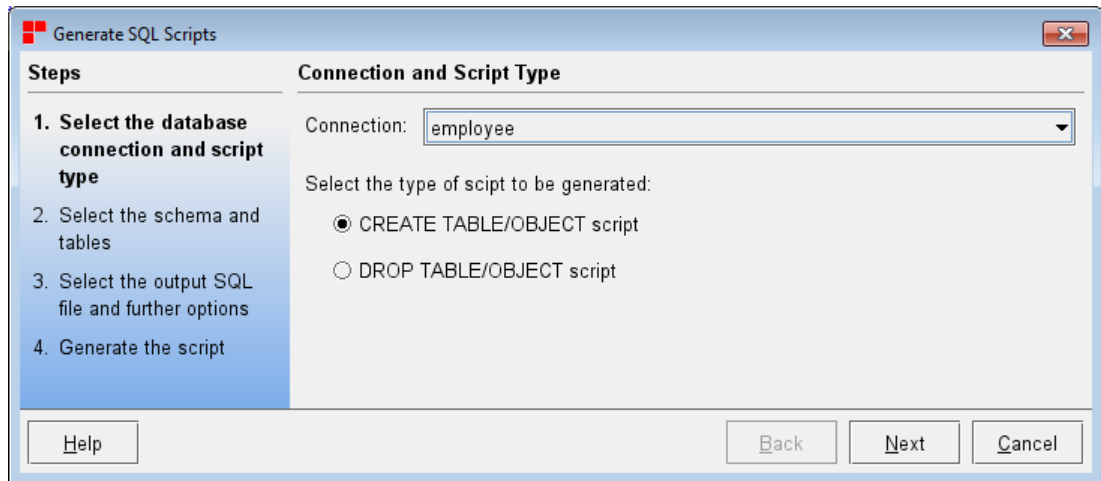 Generate SQL Scripts
Steps
1. Select the database
connection and script
type
2. Select the schema and
tables
3. Select the output SQL
file and further options
4. Generate the script
Connection and Script Type
Connection: employee
Select the type of scipt to be generated:
CREATE TABLE/OBJECT script
DROP TABLE/OBJECT script
Help
Back
Next
Cancel